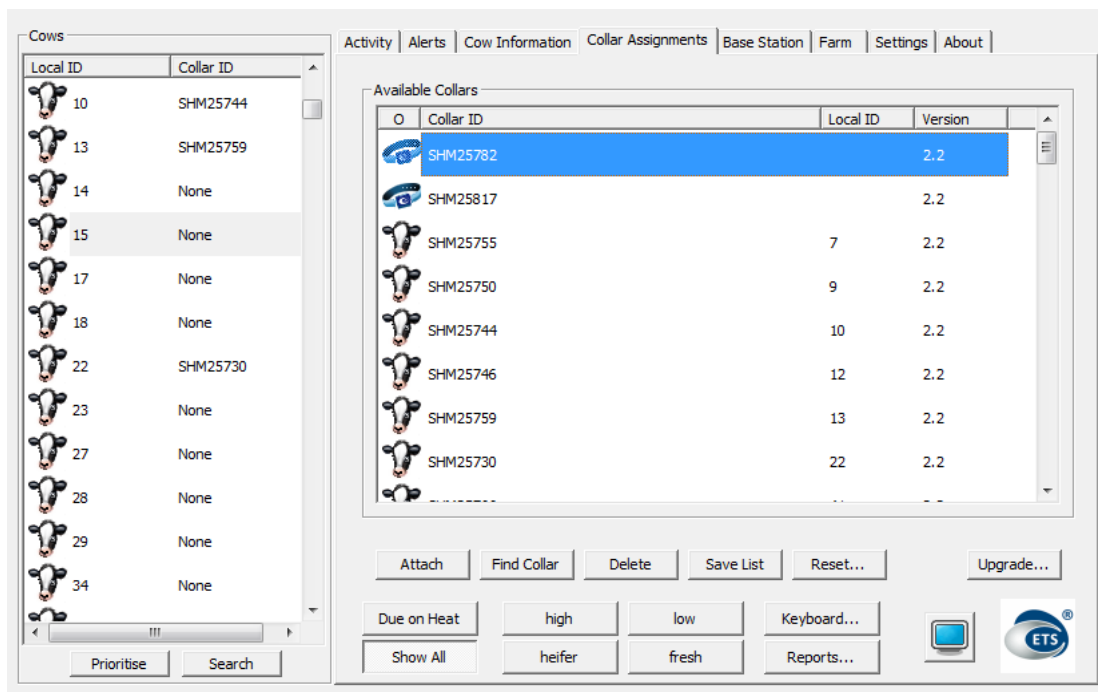 Cows
Local ID Collar ID
10 SHM25744
13 SHM25759
14 None
15 None
17 None
18 None
22 SHM25730
23 None
27 None
28 None
29 None
34 None
Prioritise Search
Activity Alerts Cow Information Collar Assignments Base Station Farm Settings About
Available Collars
O Collar ID Local ID Version
SHM25782 2.2
SHM25817 2.2
SHM25755 7 2.2
SHM25750 9 2.2
SHM25744 10 2.2
SHM25746 12 2.2
SHM25759 13 2.2
SHM25730 22 2.2
Attach Find Collar Delete Save List Reset... Upgrade...
Due on Heat high low Keyboard...
Show All heifer fresh Reports...
ETS ®